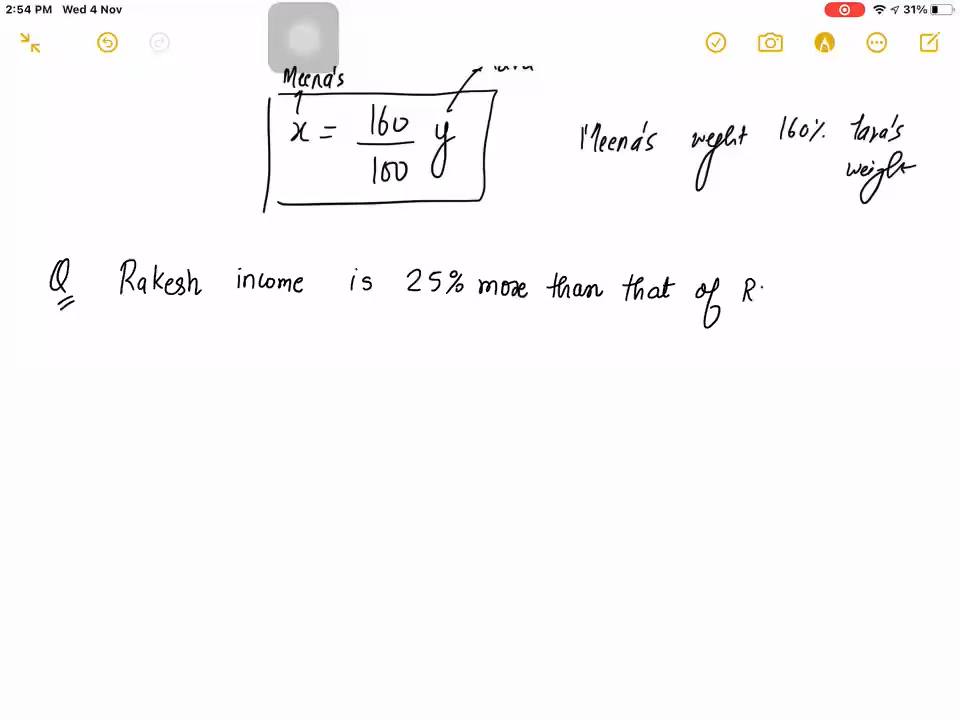 2:54 PM Wed 4 Nov 31%
Meena's
x = 160/100 y
Meena's weght 160% Tara's
weight
Q Rakesh income is 25% more than that of R